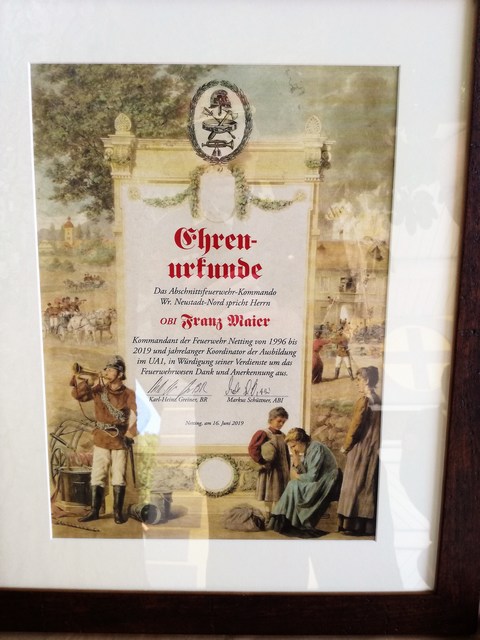 Ehren-
urkunde
Das Abschnittsfeuerwehr-Kommando
Wr. Neustadt-Nord spricht Herrn
OBI Franz Maier
Kommandant der Feuerwehr Netting von 1996 bis
2019 und jahrelanger Koordinator der Ausbildung
im UA1, in Würdigung seiner Verdienste um das
Feuerwehrwesen Dank und Anerkennung aus.
Karl-Heinz Greiner, BR Markus Schützner, ABI
Netting, am 16. Juni 2019